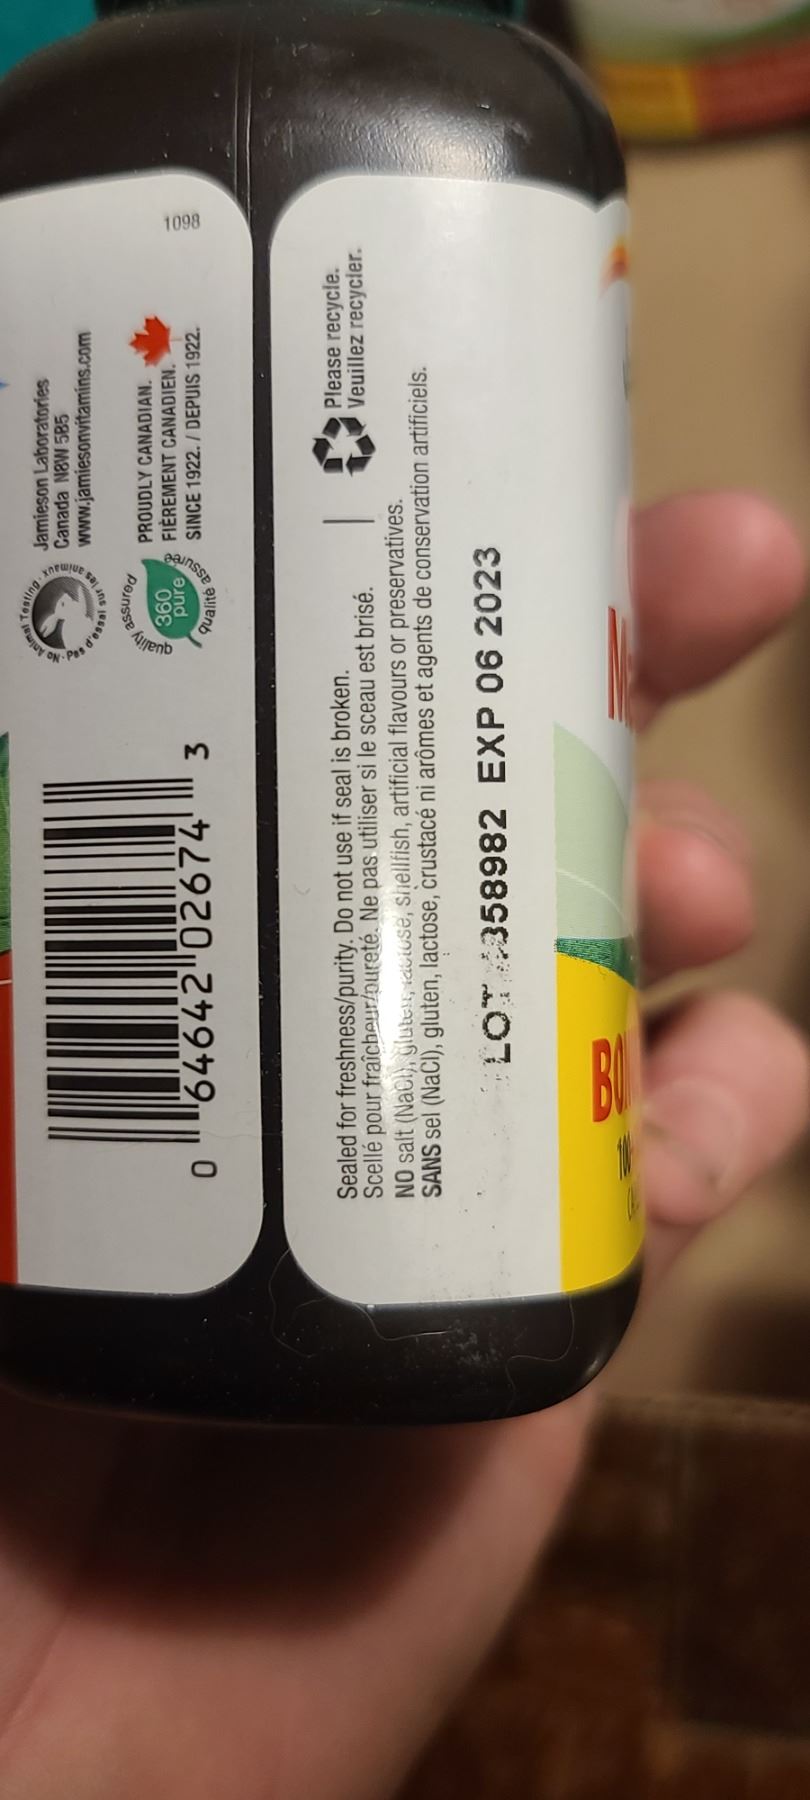 No Animal Testing · Pas d'essai sur les animaux
Jamieson Laboratories
Canada N8W 5B5
www.jamiesonvitamins.com
quality assured
360
pure
qualité assurée
PROUDLY CANADIAN.
FIÈREMENT CANADIEN.
SINCE 1922. / DEPUIS 1922.
1098
0 64642 02674 3
Please recycle.
Veuillez recycler.
Sealed for freshness/purity. Do not use if seal is broken.
Scellé pour fraîcheur/pureté. Ne pas utiliser si le sceau est brisé.
NO salt (NaCl), gluten, lactose, shellfish, artificial flavours or preservatives.
SANS sel (NaCl), gluten, lactose, crustacé ni arômes et agents de conservation artificiels.
LOT 358982 EXP 06 2023